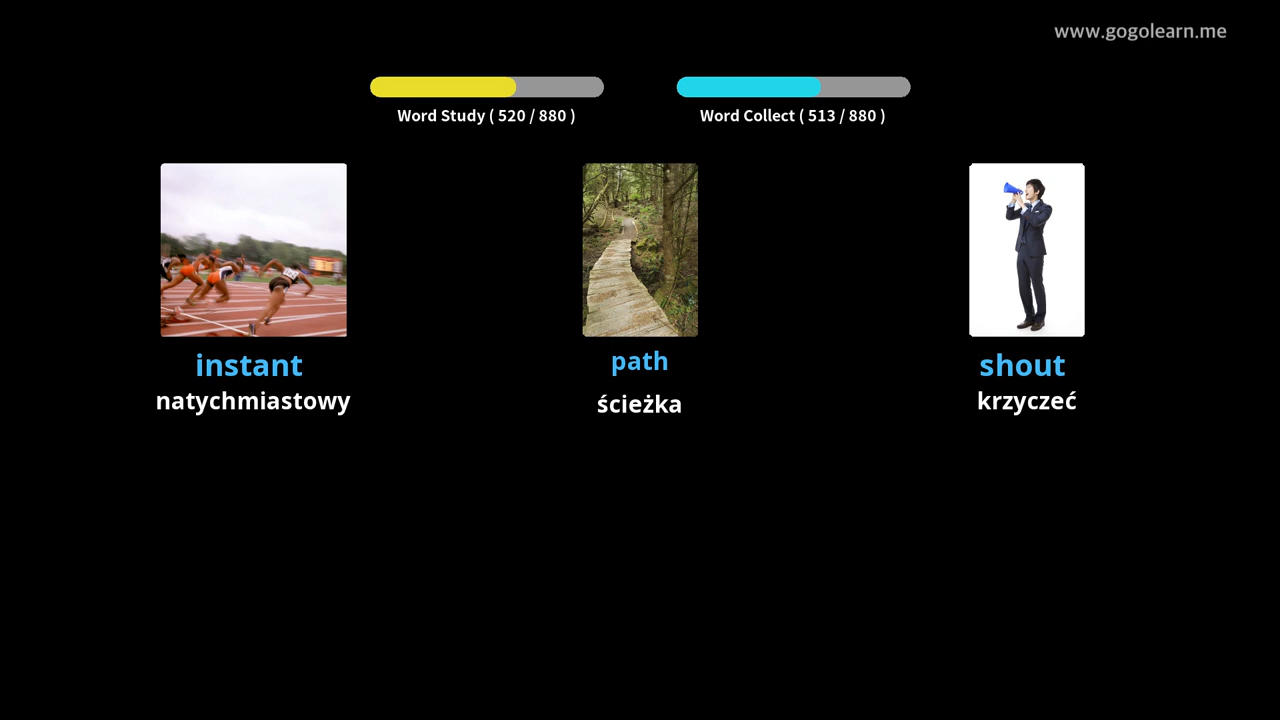 www.gogolearn.me
Word Study ( 520 / 880 )
Word Collect ( 513 / 880 )
instant
natychmiastowy
path
ścieżka
shout
krzyczeć